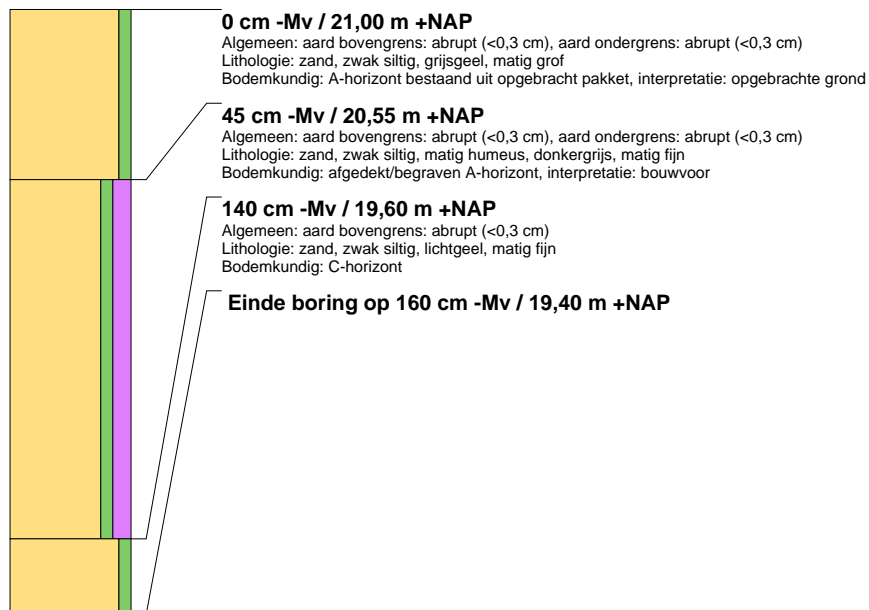 0 cm -Mv / 21,00 m +NAP
Algemeen: aard bovengrens: abrupt (<0,3 cm), aard ondergrens: abrupt (<0,3 cm)
Lithologie: zand, zwak siltig, grijsgeel, matig grof
Bodemkundig: A-horizont bestaand uit opgebracht pakket, interpretatie: opgebrachte grond
45 cm -Mv / 20,55 m +NAP
Algemeen: aard bovengrens: abrupt (<0,3 cm), aard ondergrens: abrupt (<0,3 cm)
Lithologie: zand, zwak siltig, matig humeus, donkergrijs, matig fijn
Bodemkundig: afgedekt/begraven A-horizont, interpretatie: bouwvoor
140 cm -Mv / 19,60 m +NAP
Algemeen: aard bovengrens: abrupt (<0,3 cm)
Lithologie: zand, zwak siltig, lichtgeel, matig fijn
Bodemkundig: C-horizont
Einde boring op 160 cm -Mv / 19,40 m +NAP